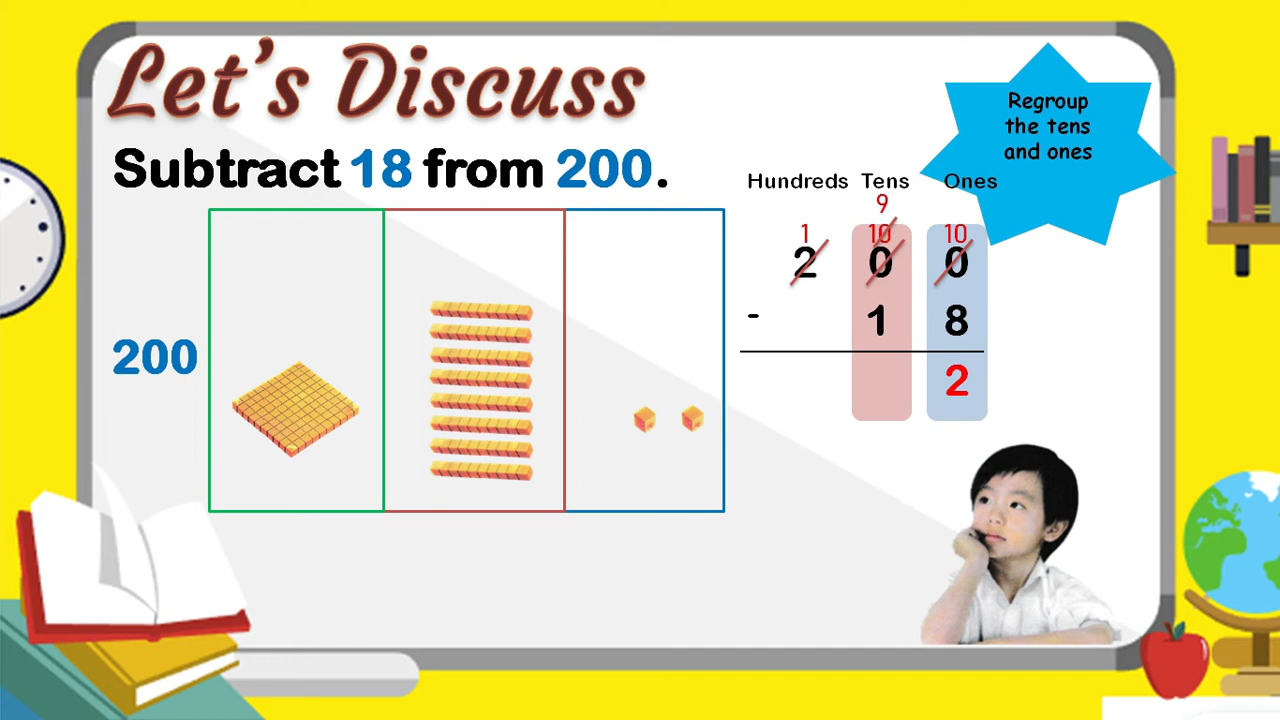 Let's Discuss
Subtract 18 from 200.
Regroup
the tens
and ones
Hundreds Tens Ones
9
1 10 10
2 0 0
- 1 8
2
200